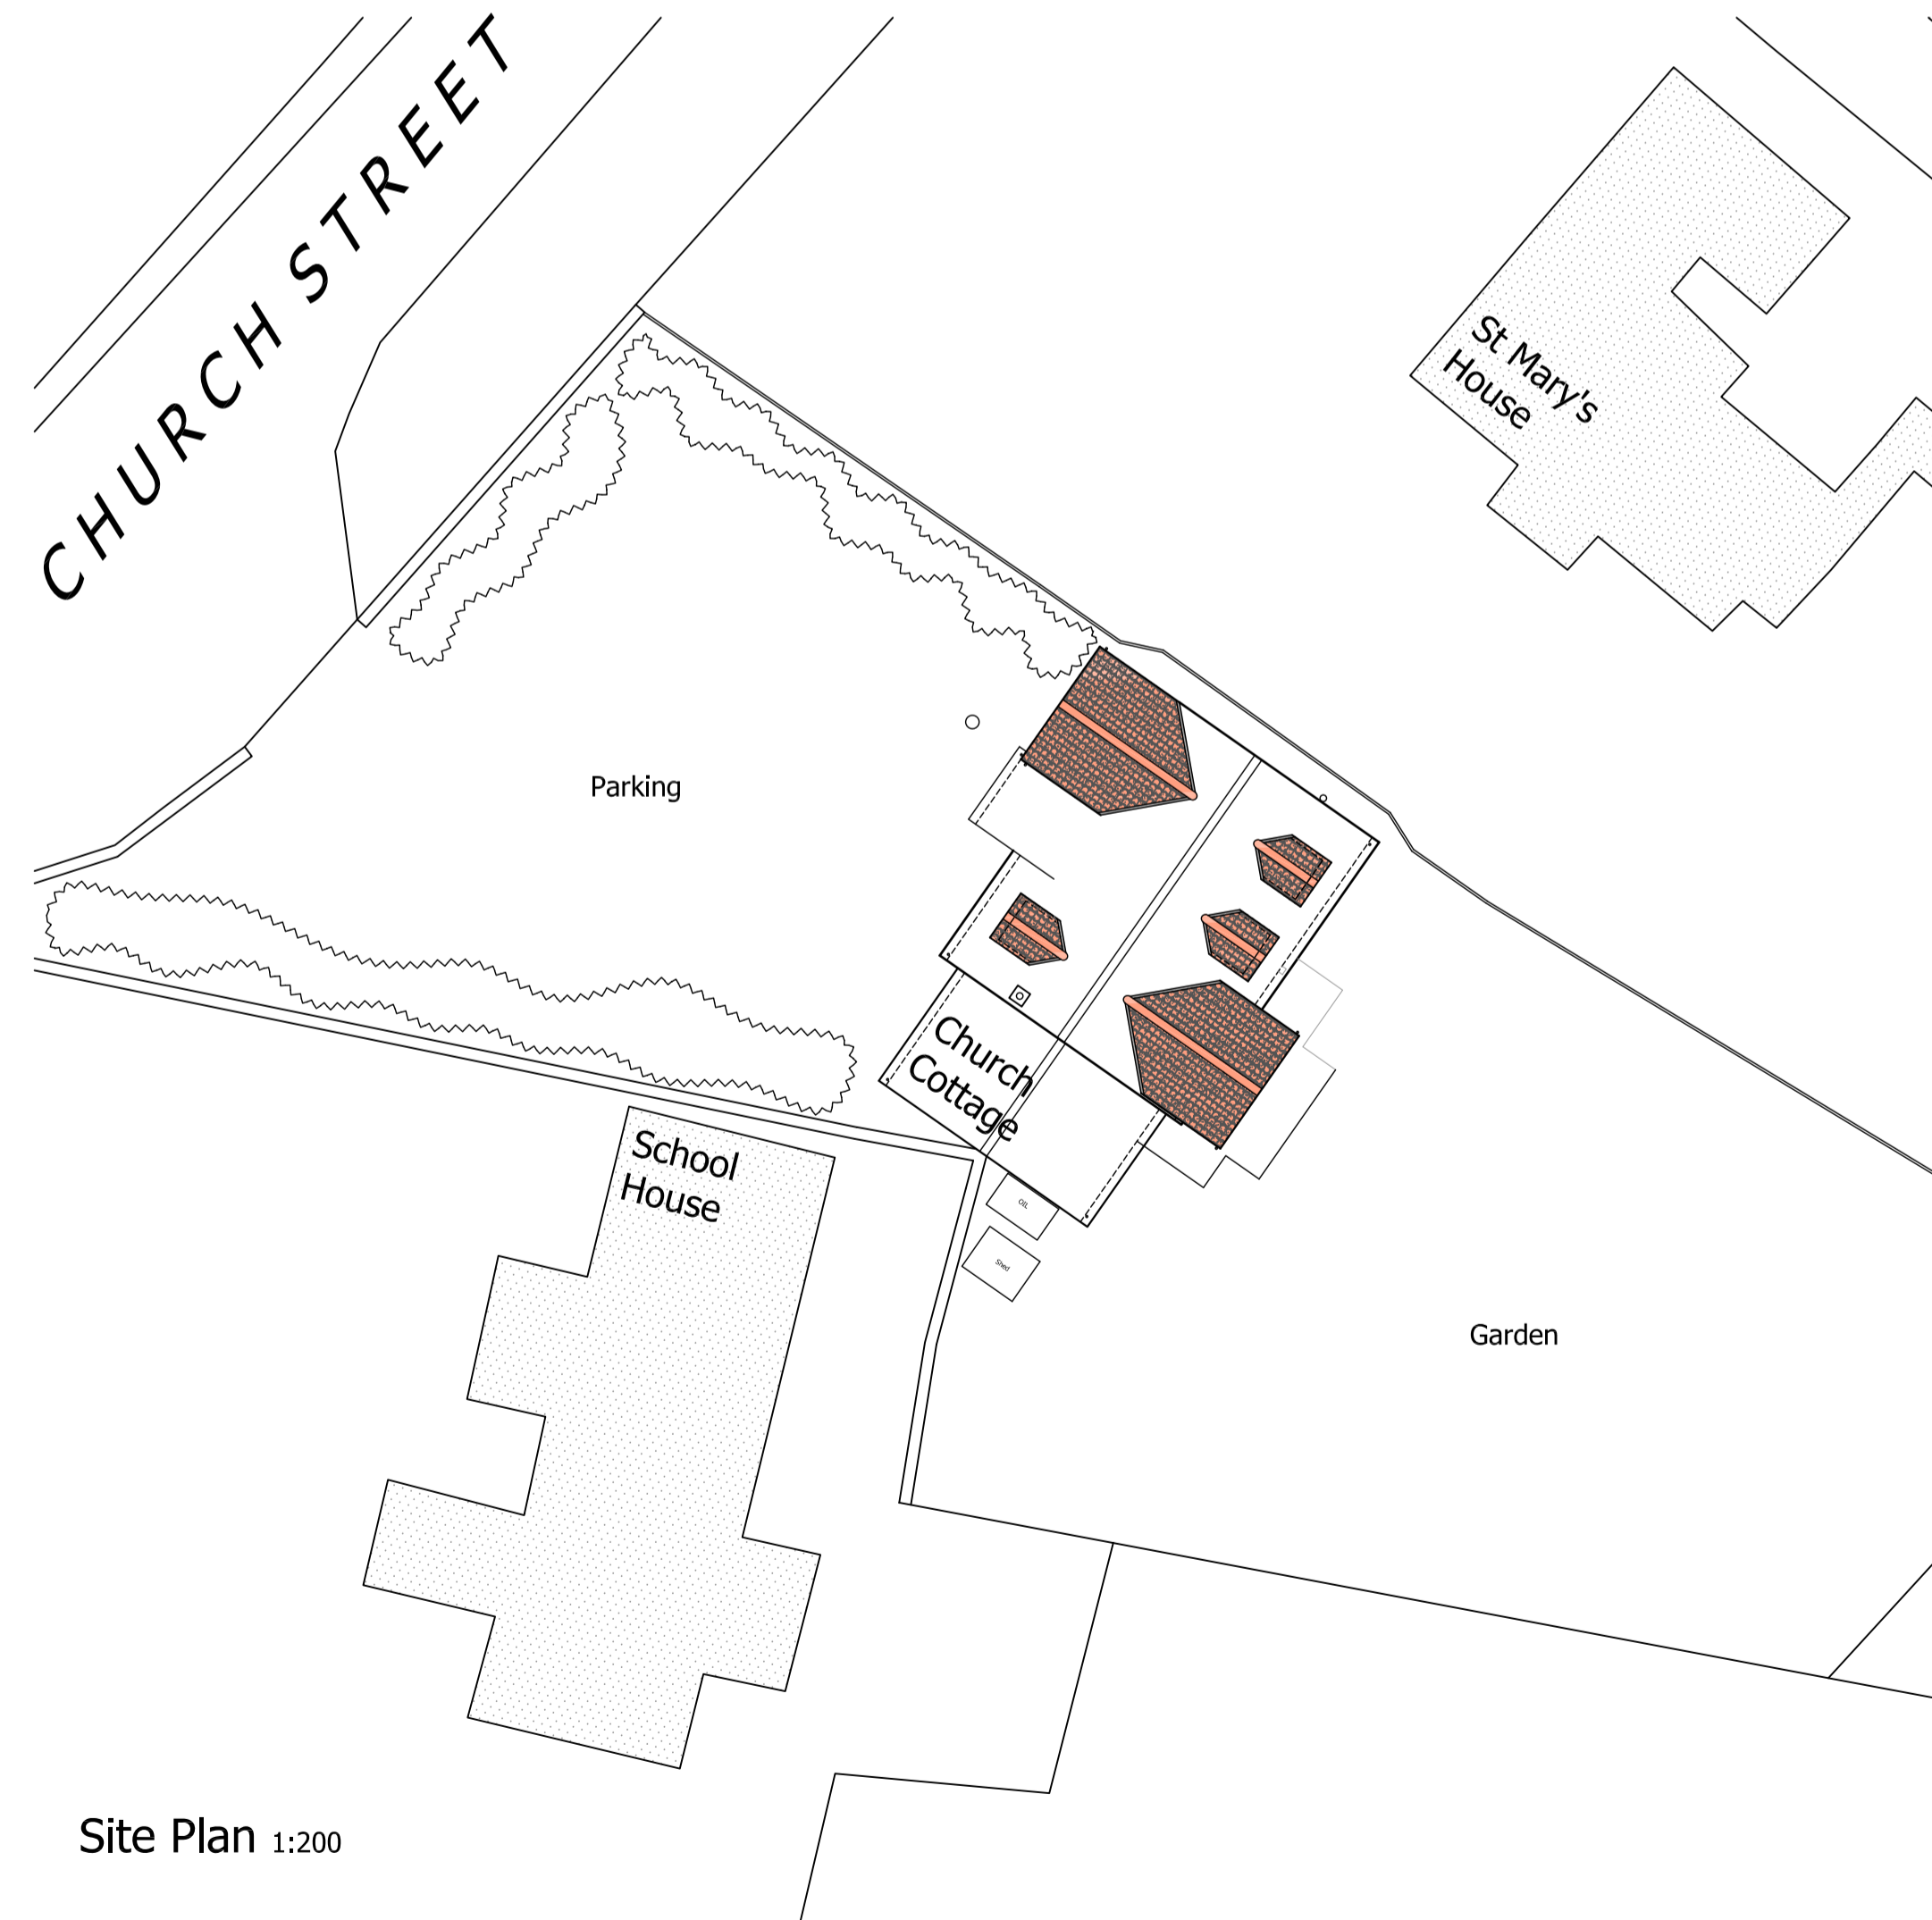 CHURCH STREET
St Mary's
House
Parking
Church
Cottage
School
House
OIL
Shed
Garden
Site Plan 1:200